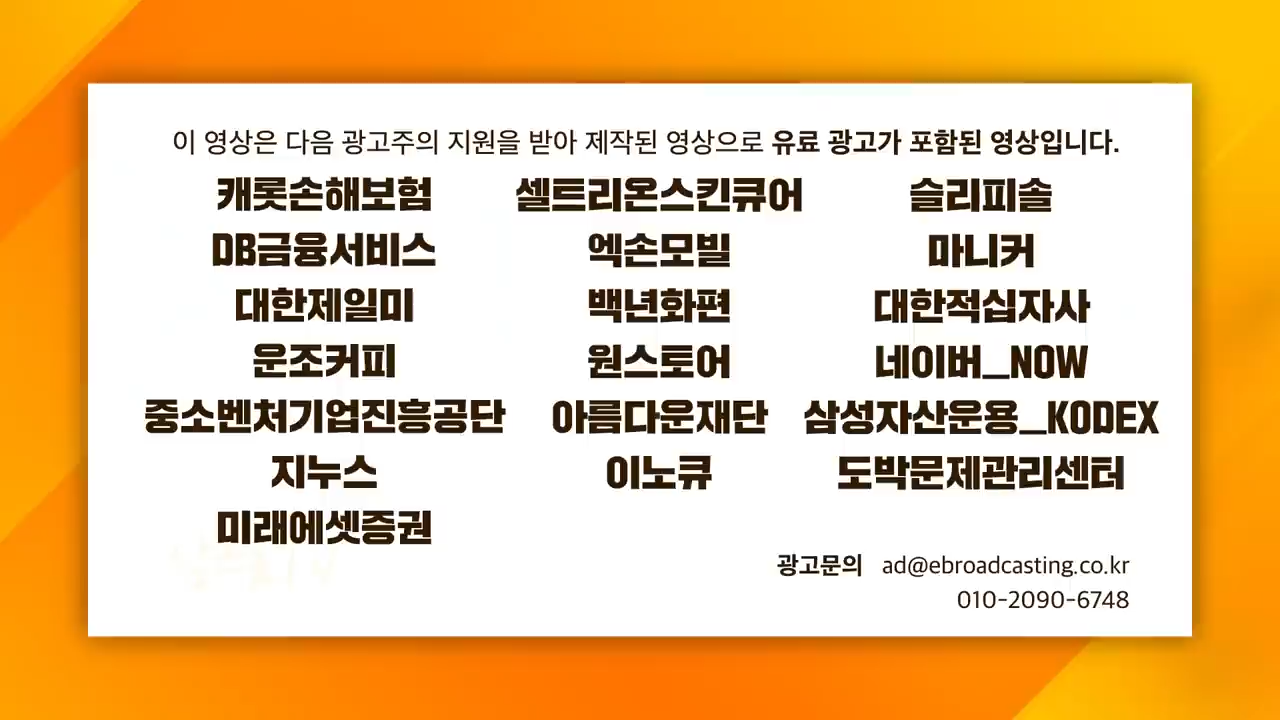 이 영상은 다음 광고주의 지원을 받아 제작된 영상으로 유료 광고가 포함된 영상입니다.
캐롯손해보험 셀트리온스킨큐어 슬리피솔
DB금융서비스 엑손모빌 마니커
대한제일미 백년화편 대한적십자사
운조커피 원스토어 네이버_NOW
중소벤처기업진흥공단 아름다운재단 삼성자산운용_KODEX
지누스 이노큐 도박문제관리센터
미래에셋증권
광고문의 ad@ebroadcasting.co.kr
010-2090-6748